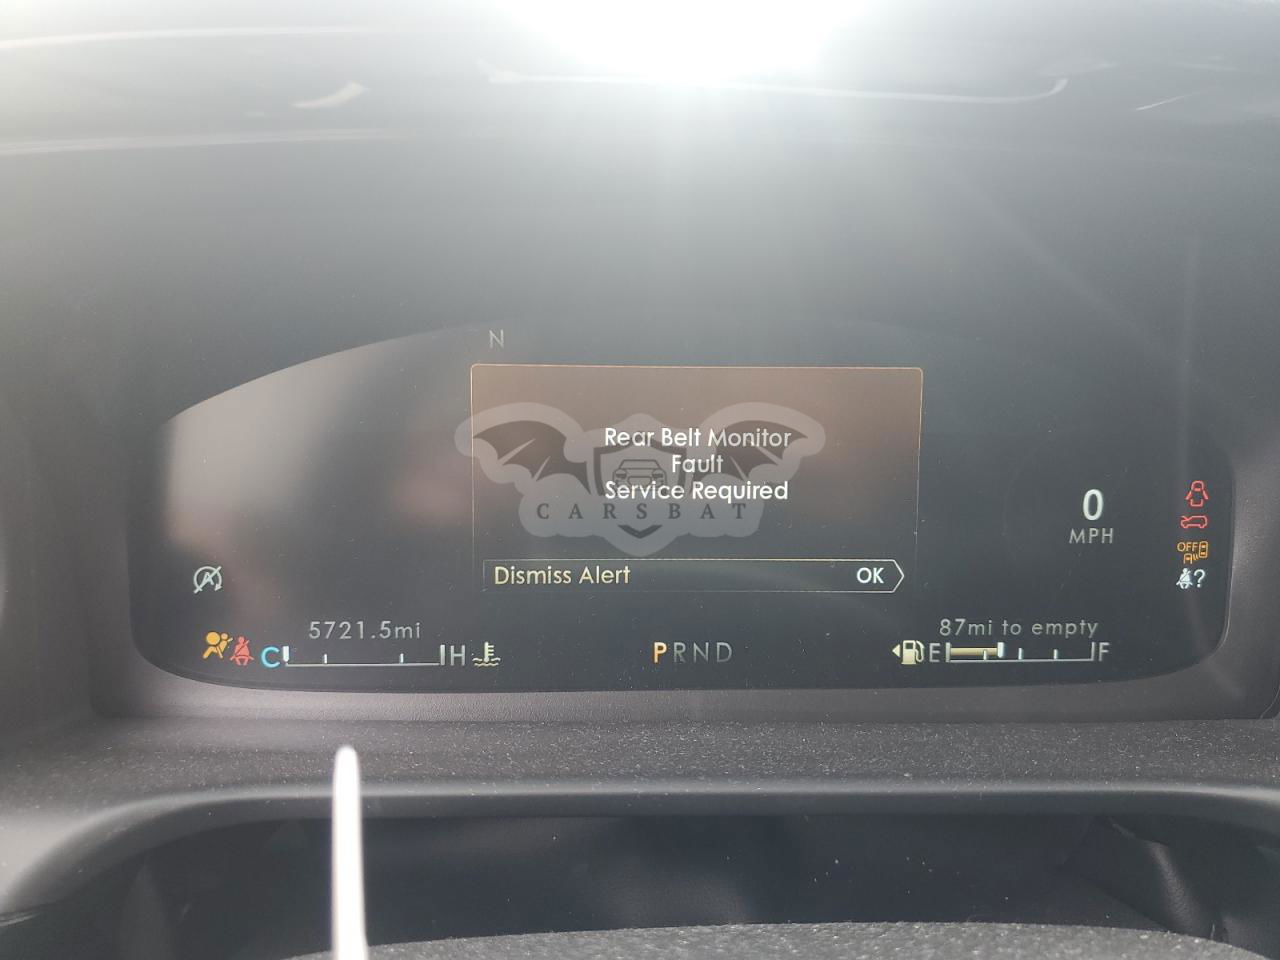 N
Rear Belt Monitor
Fault
Service Required
CARSBAT
0
MPH
Dismiss Alert OK
OFF
?
A
5721.5mi
87mi to empty
C H
PRND
E F